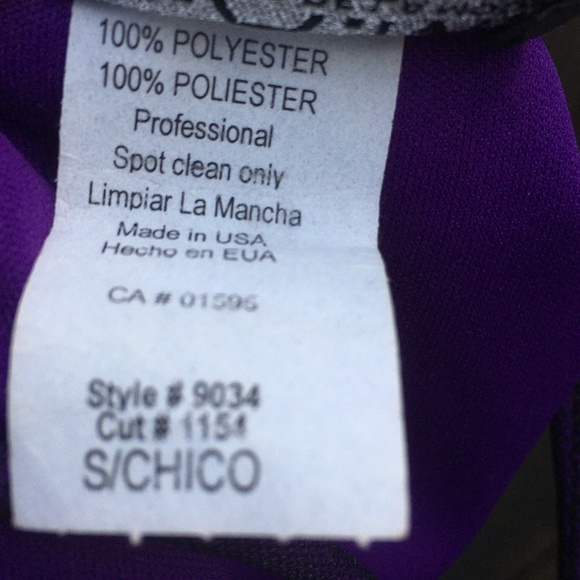 100% POLYESTER
100% POLIESTER
Professional
Spot clean only
Limpiar La Mancha
Made in USA
Hecho en EUA
CA # 01595
Style # 9034
Cut # 1154
S/CHICO